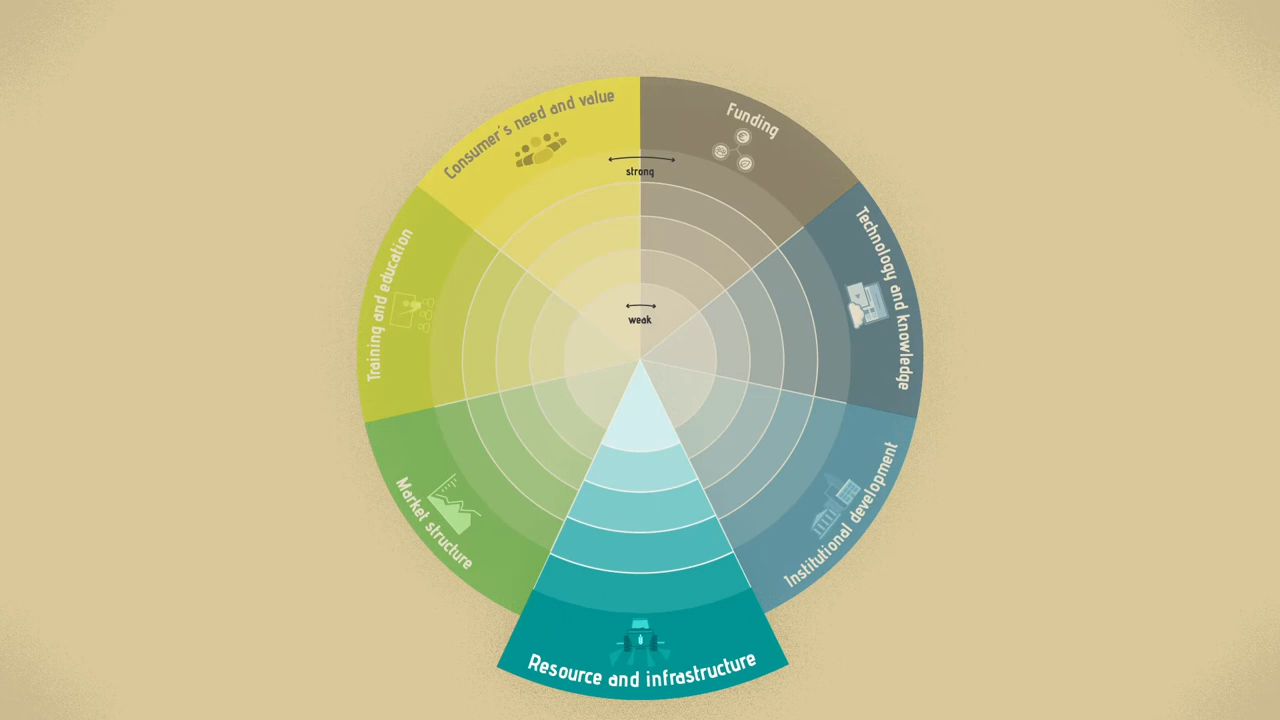 Consumer's need and value
Funding
strong
Technology and knowledge
Training and education
weak
Institutional development
Market structure
Resource and infrastructure